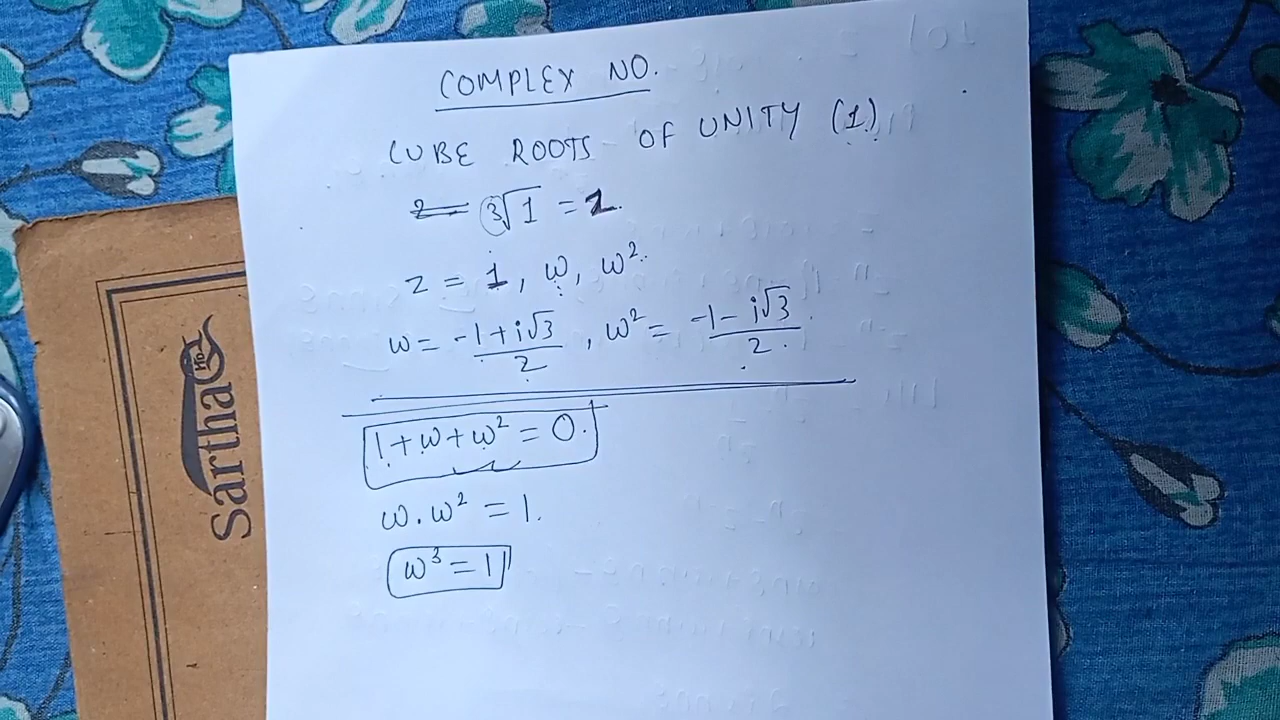 COMPLEX NO.
CUBE ROOTS OF UNITY (1)
∛1 = z.
z = 1, ω, ω².
ω = (-1+i√3)/2, ω² = (-1-i√3)/2.
1+ω+ω² = 0.
ω.ω² = 1.
ω³ = 1
Sartha